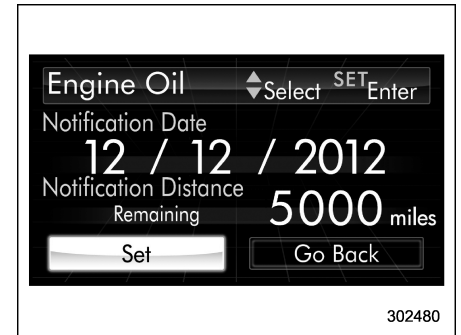 Engine Oil Select SET Enter
Notification Date
12 / 12 / 2012
Notification Distance
Remaining 5000 miles
Set Go Back
302480